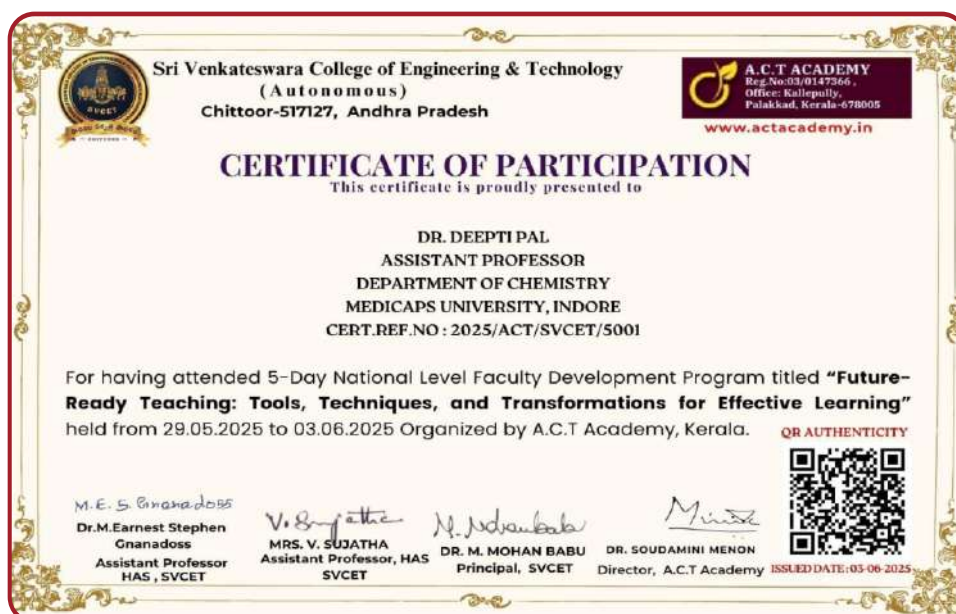 Sri Venkateswara College of Engineering & Technology
(Autonomous)
Chittoor-517127, Andhra Pradesh
SVCET
CHITTOOR
A.C.T ACADEMY
Reg.No:03/0147366 ,
Office: Kallepully,
Palakkad, Kerala-678005
www.actacademy.in
CERTIFICATE OF PARTICIPATION
This certificate is proudly presented to
DR. DEEPTI PAL
ASSISTANT PROFESSOR
DEPARTMENT OF CHEMISTRY
MEDICAPS UNIVERSITY, INDORE
CERT.REF.NO : 2025/ACT/SVCET/5001
For having attended 5-Day National Level Faculty Development Program titled “Future-
Ready Teaching: Tools, Techniques, and Transformations for Effective Learning”
held from 29.05.2025 to 03.06.2025 Organized by A.C.T Academy, Kerala.
QR AUTHENTICITY
M. E. S. Gnanadoss
Dr.M.Earnest Stephen
Gnanadoss
Assistant Professor
HAS , SVCET
V. Sujatha
MRS. V. SUJATHA
Assistant Professor, HAS
SVCET
DR. M. MOHAN BABU
Principal, SVCET
DR. SOUDAMINI MENON
Director, A.C.T Academy
ISSUED DATE : 03-06-2025